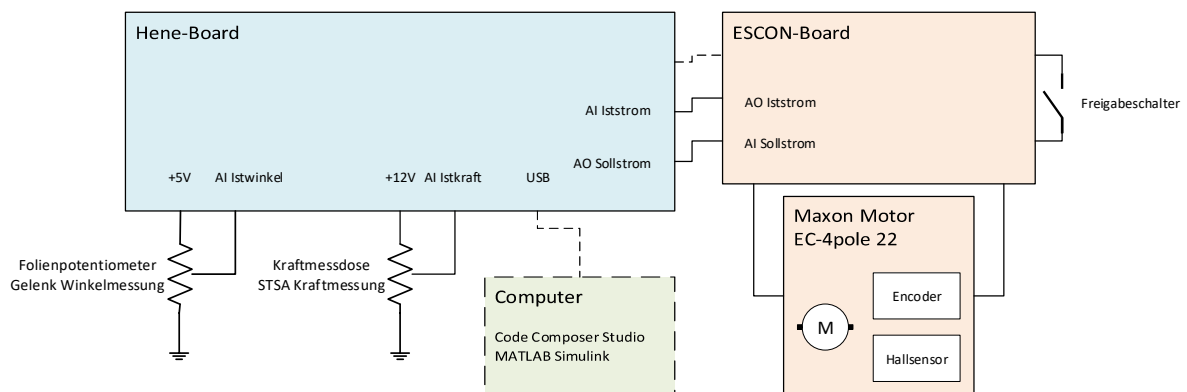 Hene-Board
ESCON-Board
AI Iststrom
AO Iststrom
Freigabeschalter
AO Sollstrom
AI Sollstrom
+5V
AI Istwinkel
+12V
AI Istkraft
USB
Maxon Motor
EC-4pole 22
Folienpotentiometer
Gelenk Winkelmessung
Kraftmessdose
STSA Kraftmessung
Computer
Code Composer Studio
MATLAB Simulink
Encoder
M
Hallsensor